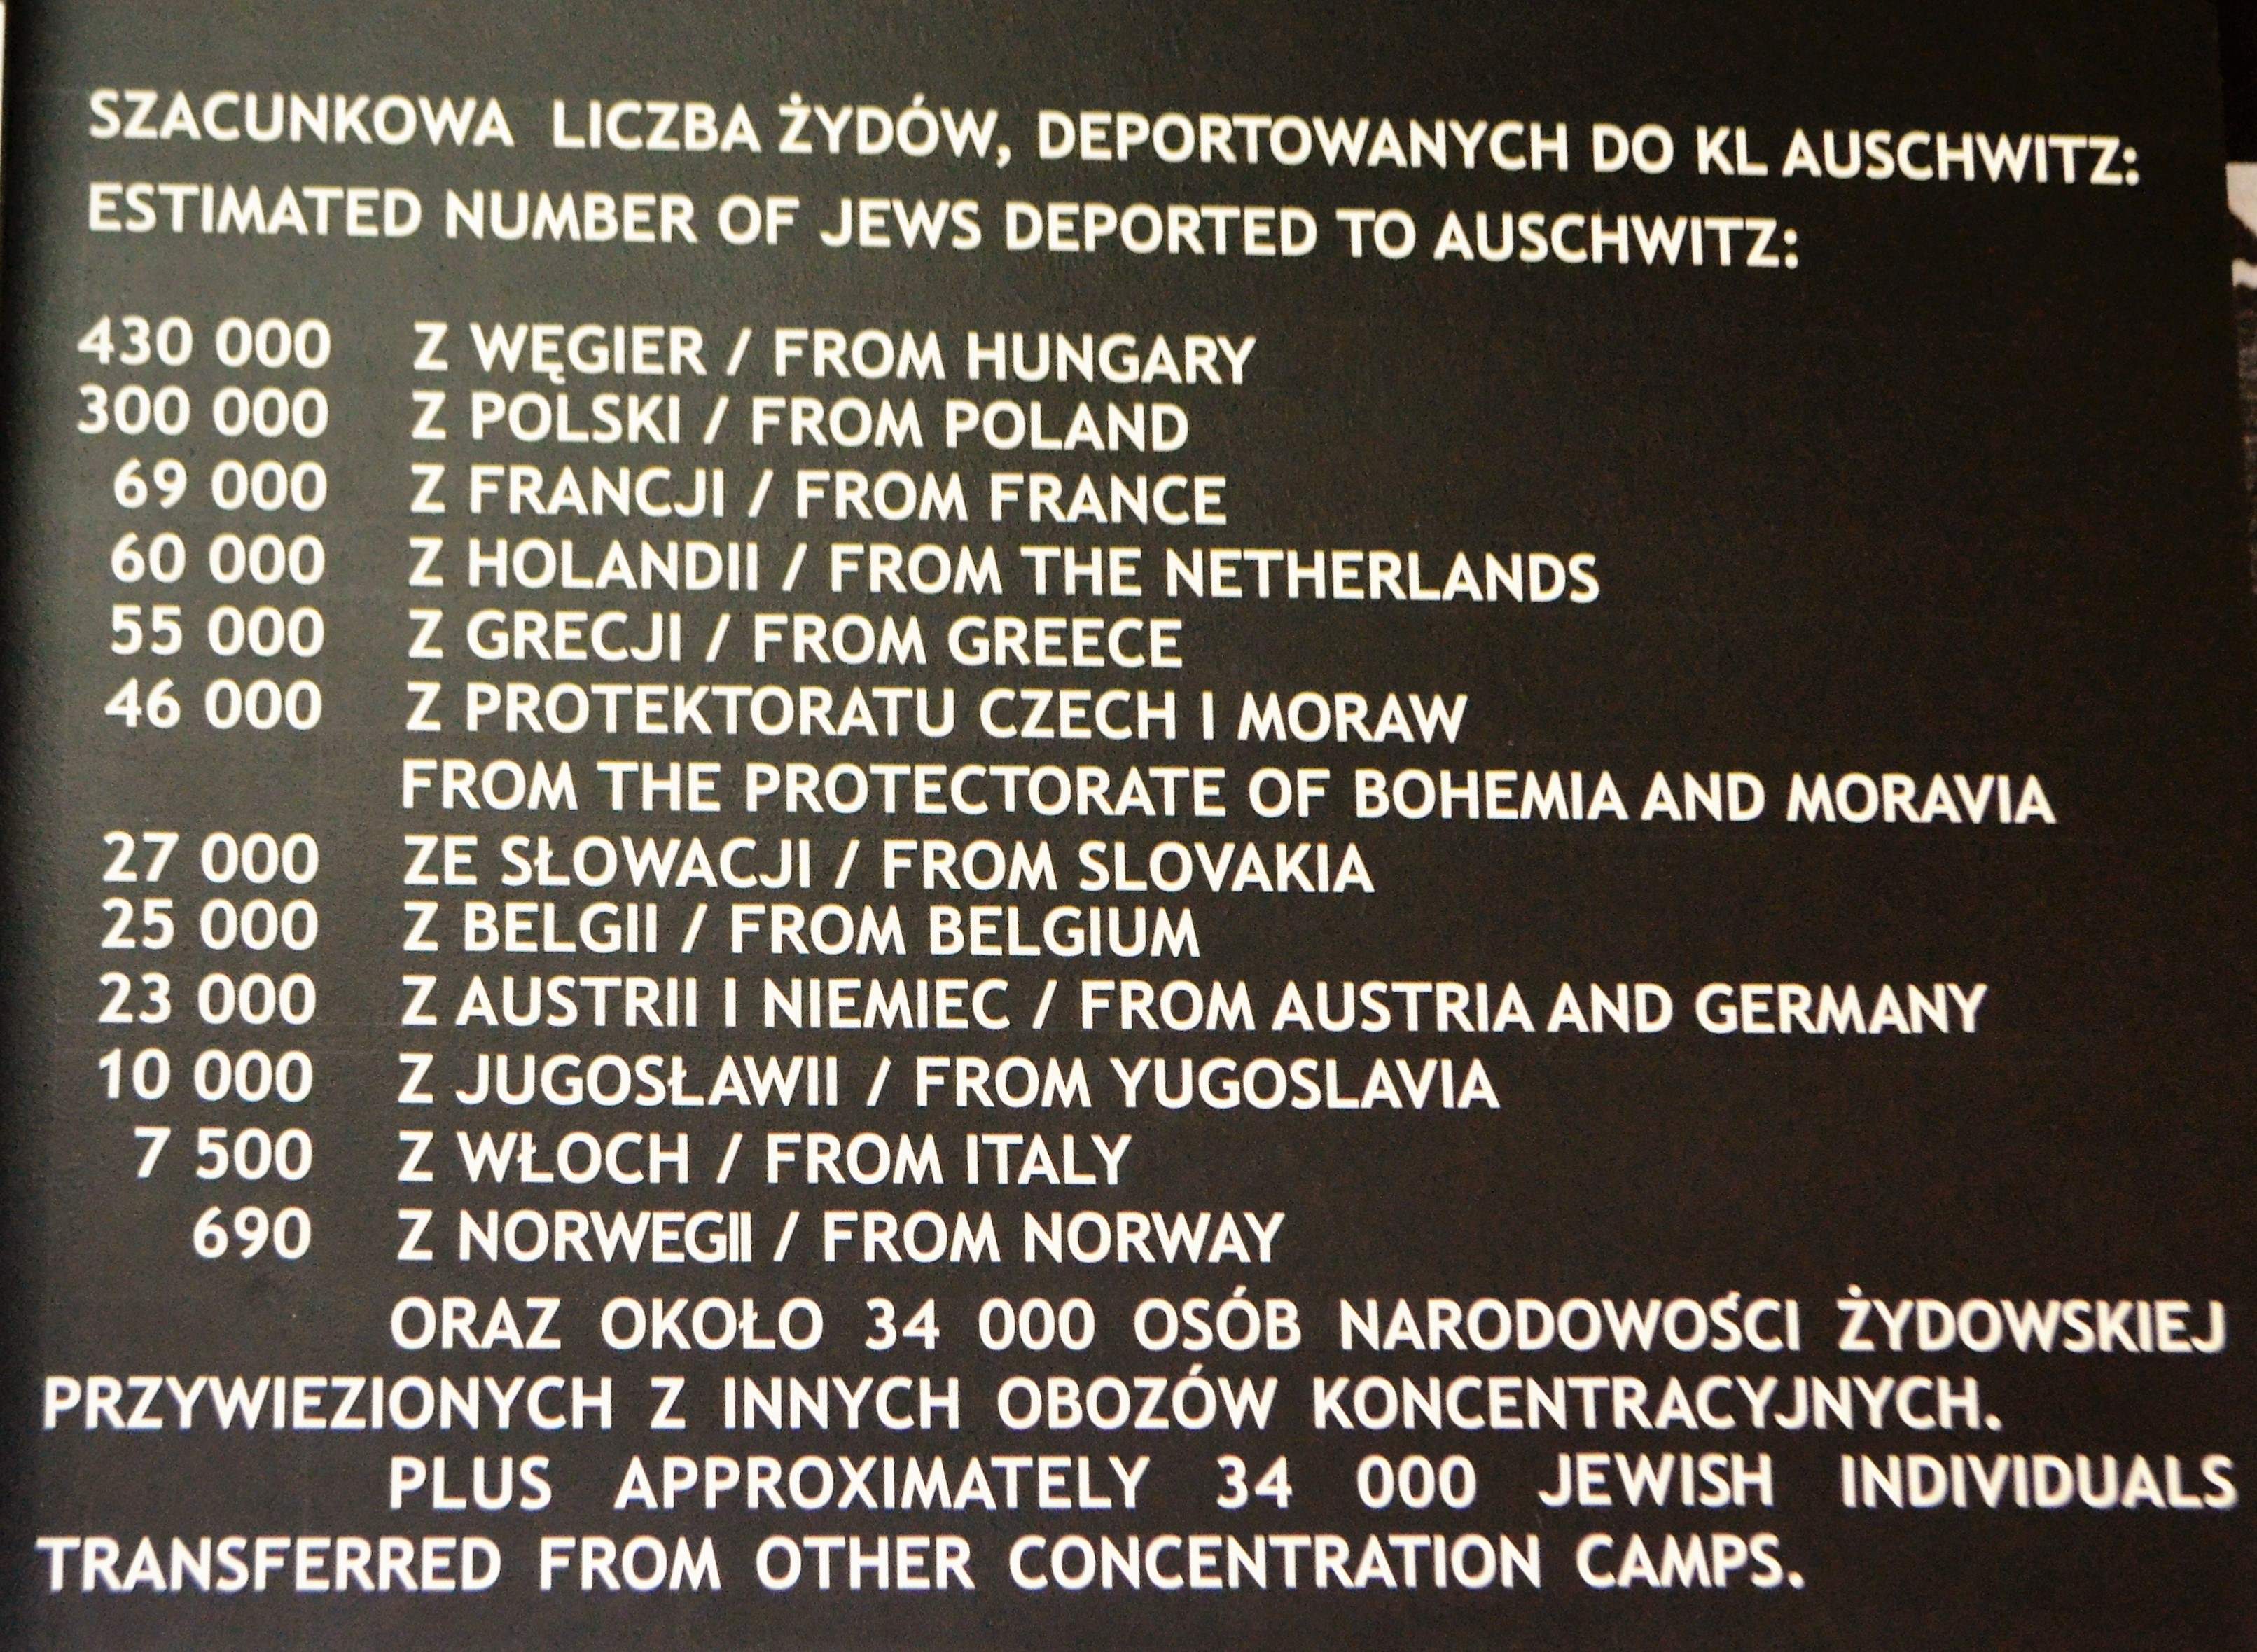 SZACUNKOWA LICZBA ŻYDÓW, DEPORTOWANYCH DO KL AUSCHWITZ:
ESTIMATED NUMBER OF JEWS DEPORTED TO AUSCHWITZ:
430 000 Z WĘGIER / FROM HUNGARY
300 000 Z POLSKI / FROM POLAND
69 000 Z FRANCJI / FROM FRANCE
60 000 Z HOLANDII / FROM THE NETHERLANDS
55 000 Z GRECJI / FROM GREECE
46 000 Z PROTEKTORATU CZECH I MORAW
FROM THE PROTECTORATE OF BOHEMIA AND MORAVIA
27 000 ZE SŁOWACJI / FROM SLOVAKIA
25 000 Z BELGII / FROM BELGIUM
23 000 Z AUSTRII I NIEMIEC / FROM AUSTRIA AND GERMANY
10 000 Z JUGOSŁAWII / FROM YUGOSLAVIA
7 500 Z WŁOCH / FROM ITALY
690 Z NORWEGII / FROM NORWAY
ORAZ OKOŁO 34 000 OSÓB NARODOWOŚCI ŻYDOWSKIEJ
PRZYWIEZIONYCH Z INNYCH OBOZÓW KONCENTRACYJNYCH.
PLUS APPROXIMATELY 34 000 JEWISH INDIVIDUALS
TRANSFERRED FROM OTHER CONCENTRATION CAMPS.